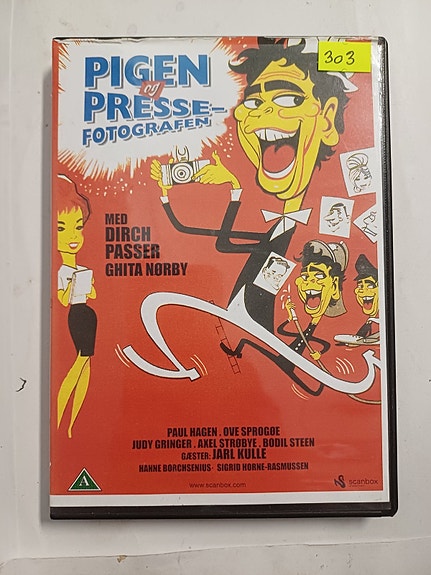 303
PIGEN
og
PRESSE-
FOTOGRAFEN
MED
DIRCH
PASSER
GHITA NØRBY
PAUL HAGEN . OVE SPROGØE
JUDY GRINGER . AXEL STRØBYE . BODIL STEEN
GÆSTER: JARL KULLE
HANNE BORCHSENIUS · SIGRID HORNE-RASMUSSEN
A
www.scanbox.com
scanbox